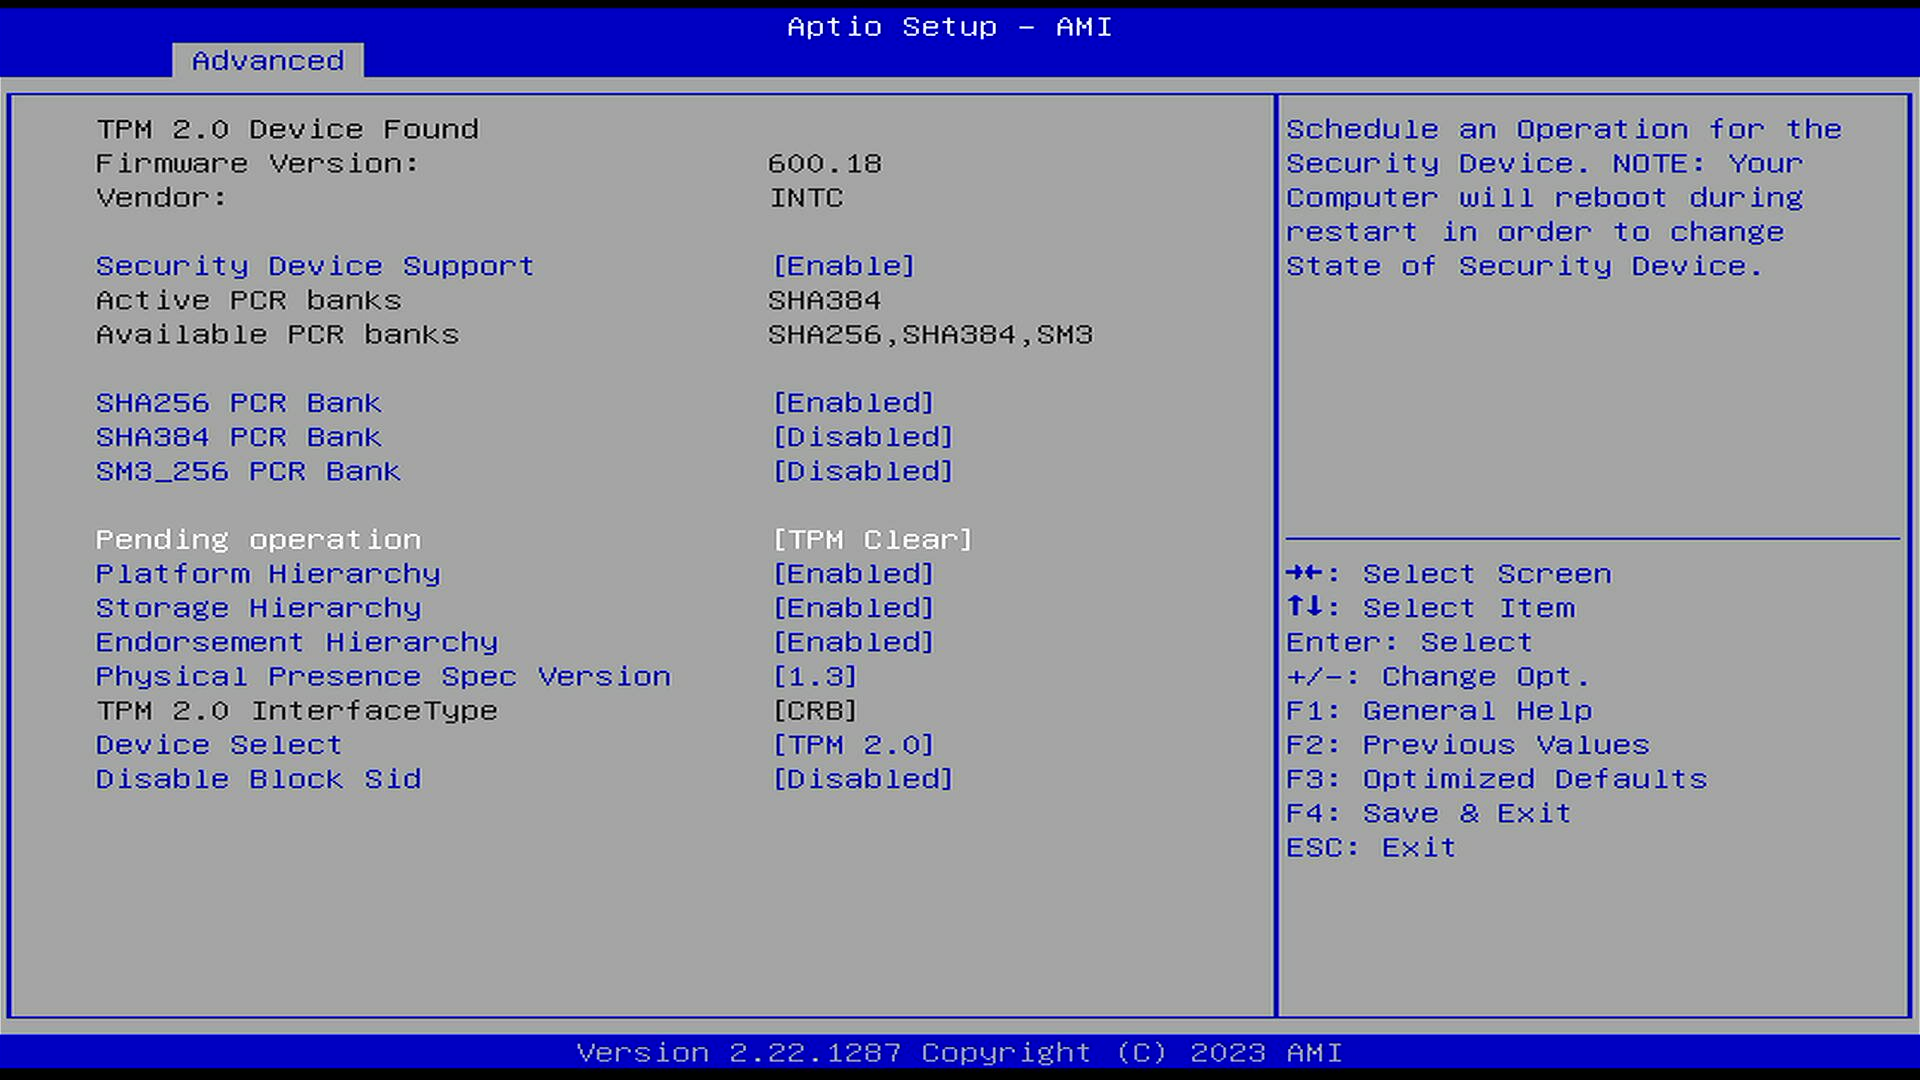 Aptio Setup – AMI
Advanced
TPM 2.0 Device Found
Firmware Version: 600.18
Vendor: INTC
Security Device Support [Enable]
Active PCR banks SHA384
Available PCR banks SHA256,SHA384,SM3
SHA256 PCR Bank [Enabled]
SHA384 PCR Bank [Disabled]
SM3_256 PCR Bank [Disabled]
Pending operation [TPM Clear]
Platform Hierarchy [Enabled]
Storage Hierarchy [Enabled]
Endorsement Hierarchy [Enabled]
Physical Presence Spec Version [1.3]
TPM 2.0 InterfaceType [CRB]
Device Select [TPM 2.0]
Disable Block Sid [Disabled]
Schedule an Operation for the
Security Device. NOTE: Your
Computer will reboot during
restart in order to change
State of Security Device.
→←: Select Screen
↑↓: Select Item
Enter: Select
+/-: Change Opt.
F1: General Help
F2: Previous Values
F3: Optimized Defaults
F4: Save & Exit
ESC: Exit
Version 2.22.1287 Copyright (C) 2023 AMI